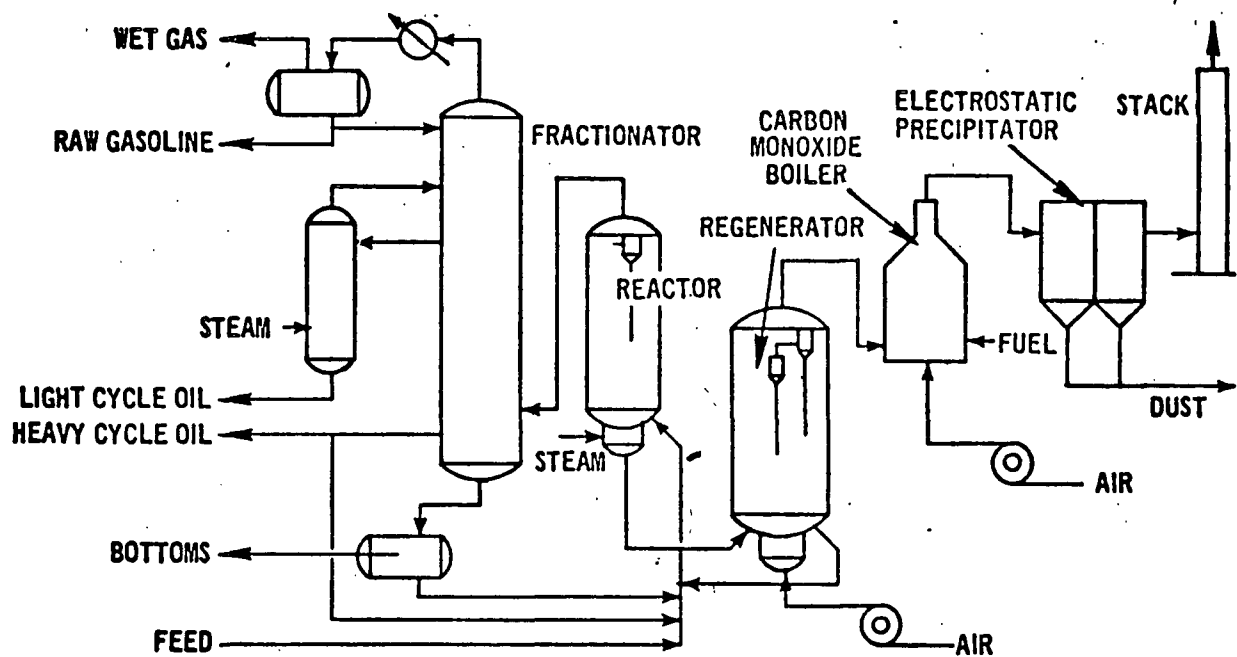 WET GAS
RAW GASOLINE
FRACTIONATOR
CARBON
MONOXIDE
BOILER
ELECTROSTATIC
PRECIPITATOR
STACK
REGENERATOR
REACTOR
STEAM
FUEL
LIGHT CYCLE OIL
HEAVY CYCLE OIL
DUST
STEAM
AIR
BOTTOMS
FEED
AIR